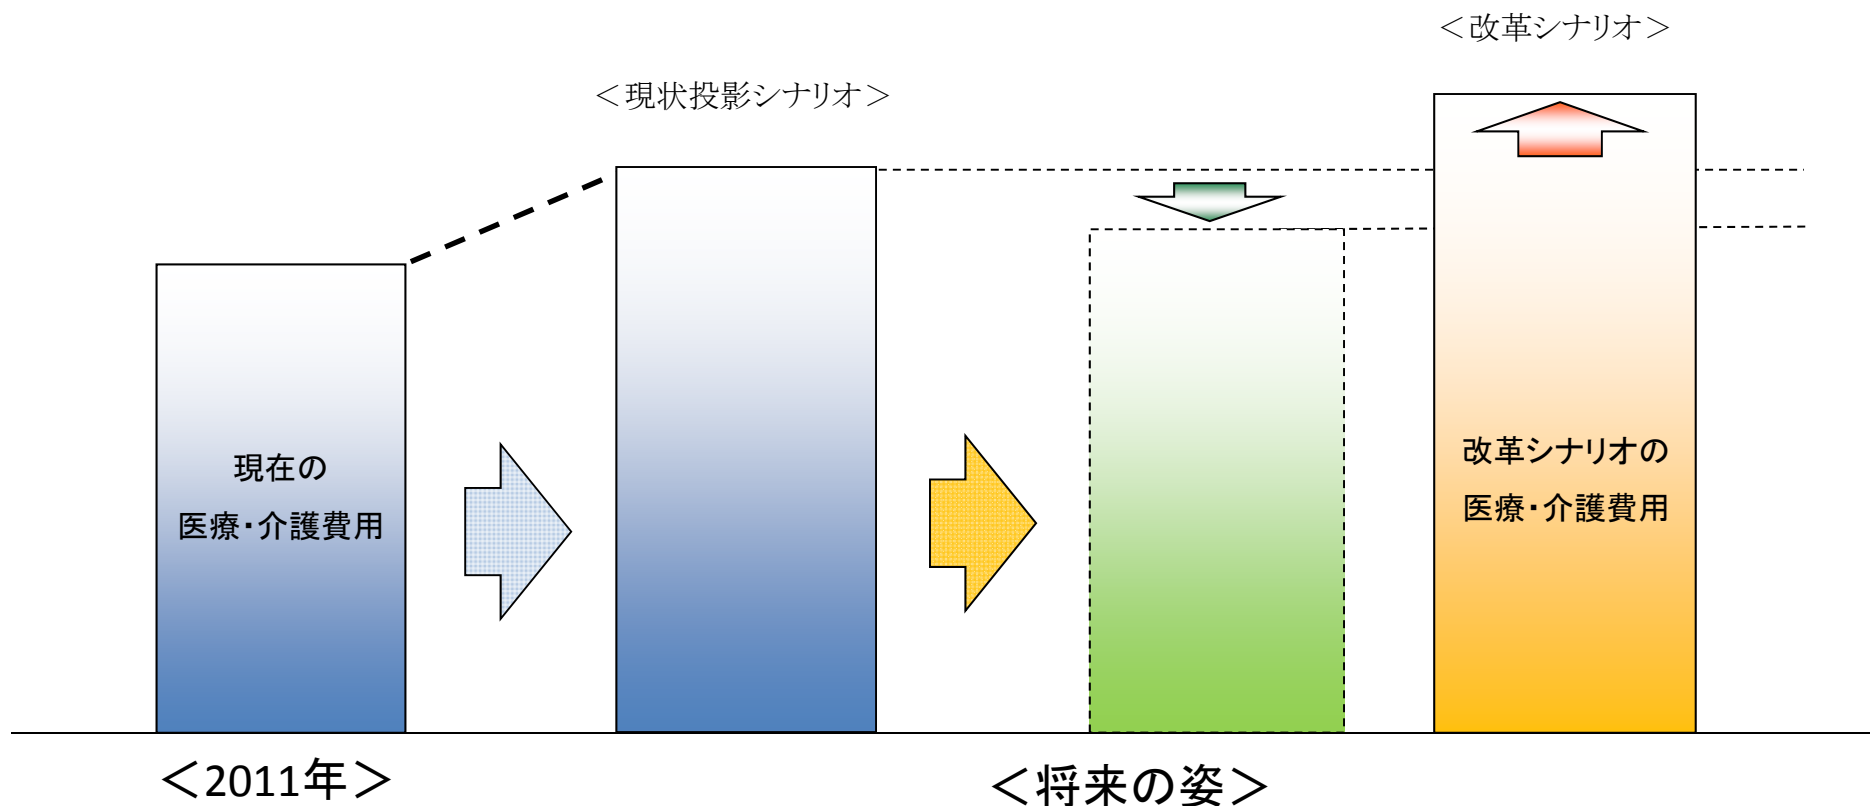 ＜改革シナリオ＞
＜現状投影シナリオ＞
現在の
医療・介護費用
改革シナリオの
医療・介護費用
＜2011年＞
＜将来の姿＞